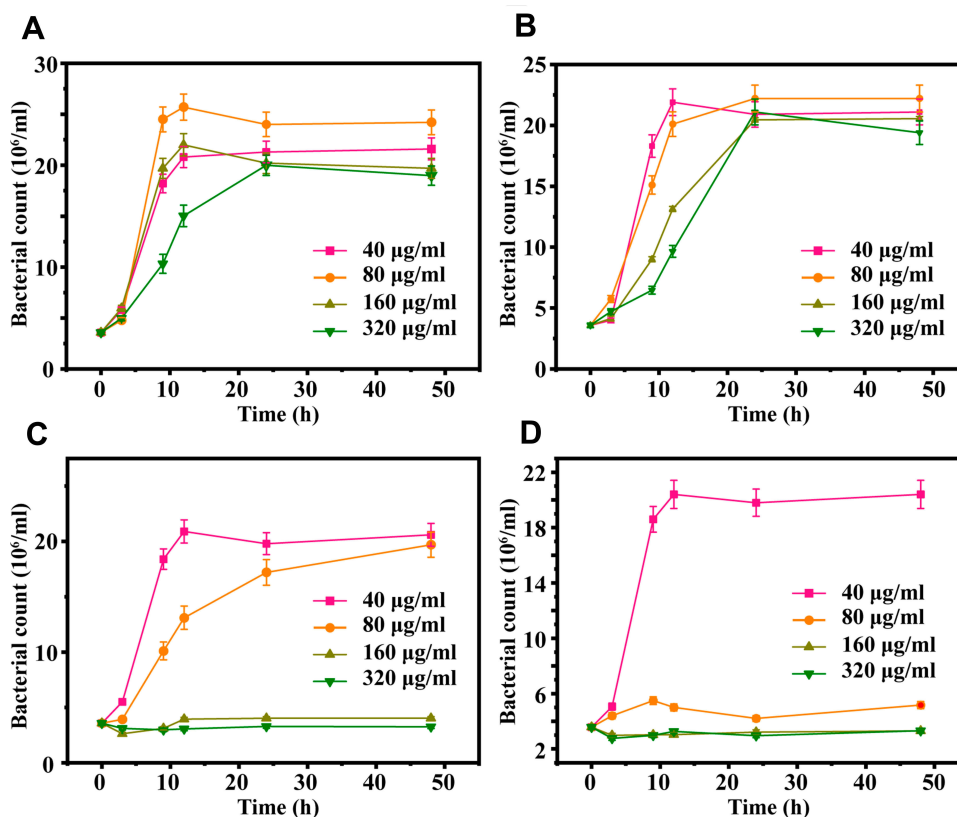 A
Bacterial count (10⁶/ml)
30
20
10
0
40 μg/ml
80 μg/ml
160 μg/ml
320 μg/ml
0 10 20 30 40 50
Time (h)
B
Bacterial count (10⁶/ml)
25
20
15
10
5
0
40 μg/ml
80 μg/ml
160 μg/ml
320 μg/ml
0 10 20 30 40 50
Time (h)
C
Bacterial count (10⁶/ml)
20
10
0
40 μg/ml
80 μg/ml
160 μg/ml
320 μg/ml
0 10 20 30 40 50
Time (h)
D
Bacterial count (10⁶/ml)
22
18
14
10
6
2
40 μg/ml
80 μg/ml
160 μg/ml
320 μg/ml
0 10 20 30 40 50
Time (h)